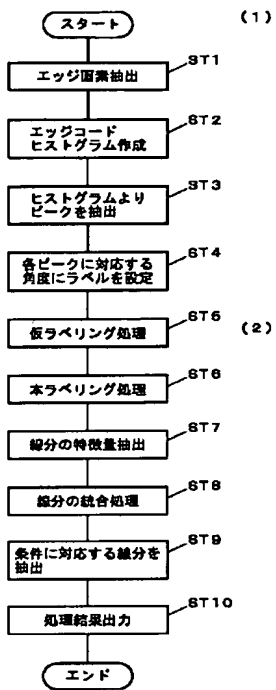 スタート
(1)
ST1
エッジ画素抽出
ST2
エッジコード
ヒストグラム作成
ST3
ヒストグラムより
ピークを抽出
ST4
各ピークに対応する
角度にラベルを設定
ST5
仮ラベリング処理
(2)
ST6
本ラベリング処理
ST7
線分の特徴量抽出
ST8
線分の統合処理
ST9
条件に対応する線分を
抽出
ST10
処理結果出力
エンド